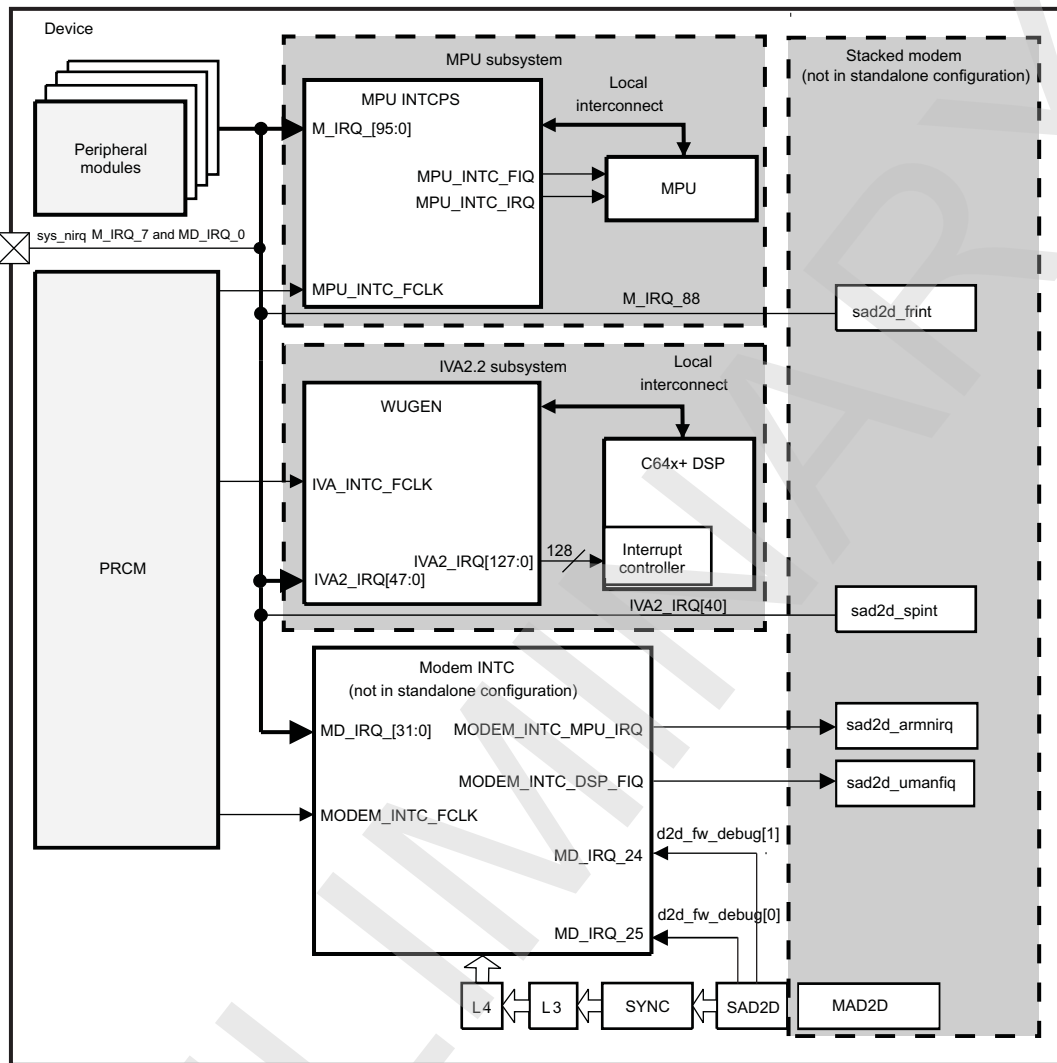 Device
MPU subsystem
Stacked modem
(not in standalone configuration)
MPU INTCPS
Local
interconnect
M_IRQ_[95:0]
Peripheral
modules
MPU_INTC_FIQ
MPU_INTC_IRQ
MPU
sys_nirq M_IRQ_7 and MD_IRQ_0
MPU_INTC_FCLK
M_IRQ_88
sad2d_frint
IVA2.2 subsystem
Local
interconnect
WUGEN
C64x+ DSP
IVA_INTC_FCLK
PRCM
IVA2_IRQ[127:0]
128
Interrupt
controller
IVA2_IRQ[47:0]
IVA2_IRQ[40]
sad2d_spint
Modem INTC
(not in standalone configuration)
MD_IRQ_[31:0]
MODEM_INTC_MPU_IRQ
sad2d_armnirq
MODEM_INTC_DSP_FIQ
sad2d_umanfiq
MODEM_INTC_FCLK
d2d_fw_debug[1]
MD_IRQ_24
d2d_fw_debug[0]
MD_IRQ_25
L4
L3
SYNC
SAD2D
MAD2D
LIMINARY